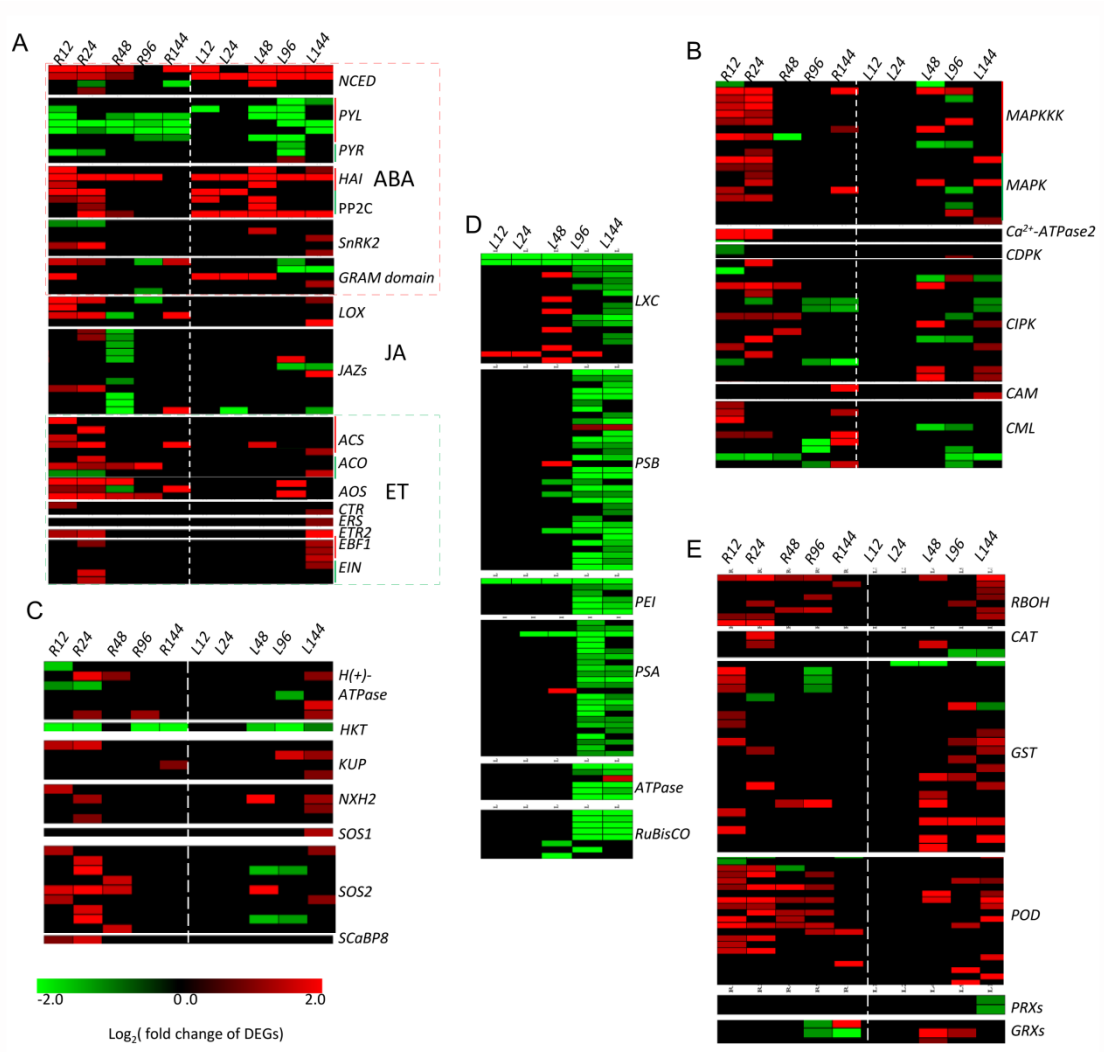 A
R12 R24 R48 R96 R144 L12 L24 L48 L96 L144
NCED
PYL
PYR
HAI
ABA
PP2C
SnRK2
GRAM domain
LOX
JA
JAZs
ACS
ACO
ET
AOS
CTR
ERS
ETR2
EBF1
EIN
B
R12 R24 R48 R96 R144 L12 L24 L48 L96 L144
MAPKKK
MAPK
Ca2+-ATPase2
CDPK
CIPK
CAM
CML
C
R12 R24 R48 R96 R144 L12 L24 L48 L96 L144
H(+)-
ATPase
HKT
KUP
NXH2
SOS1
SOS2
SCaBP8
-2.0 0.0 2.0
Log2( fold change of DEGs)
D
L12 L24 L48 L96 L144
LXC
PSB
PEI
PSA
ATPase
RuBisCO
E
R12 R24 R48 R96 R144 L12 L24 L48 L96 L144
RBOH
CAT
GST
POD
PRXs
GRXs